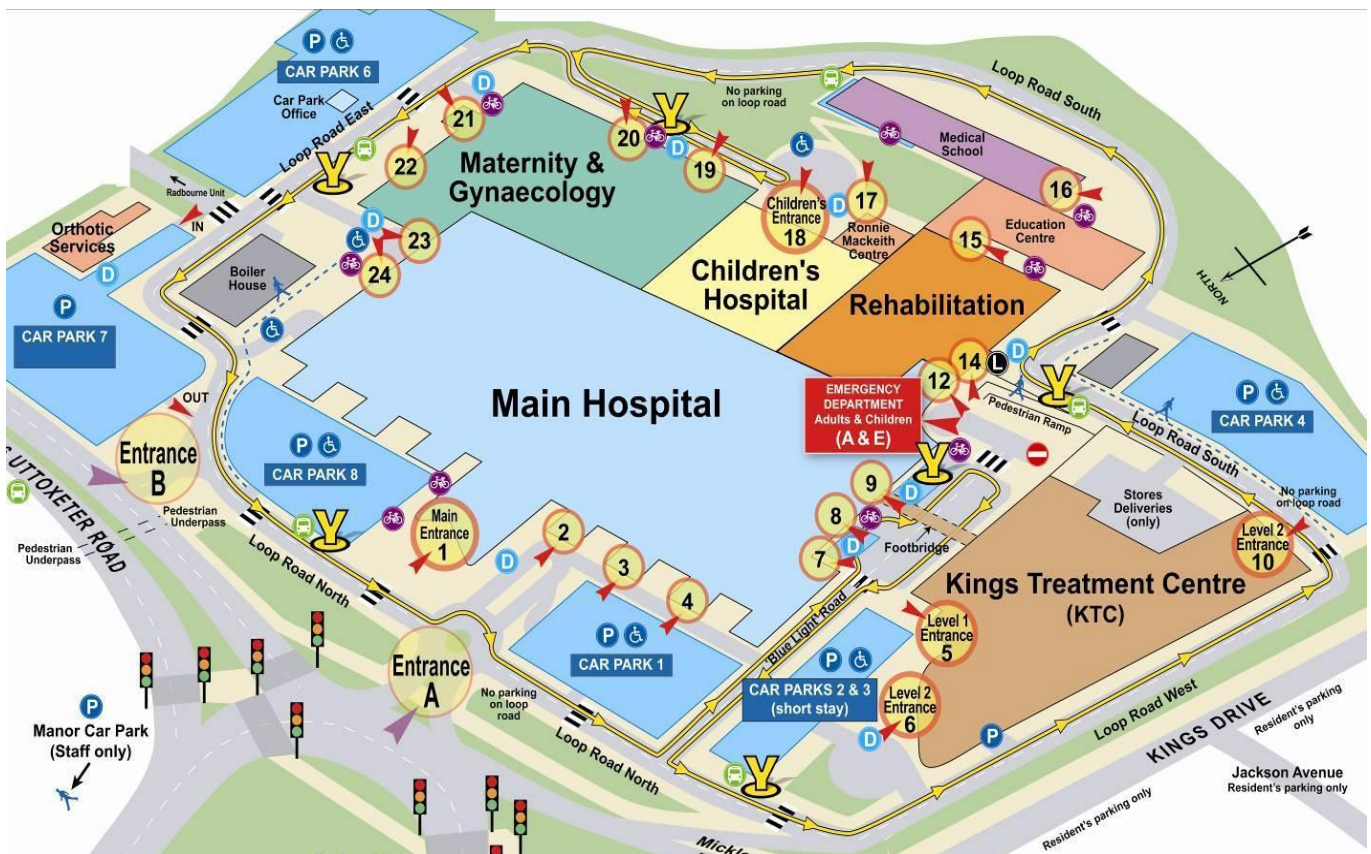 P
CAR PARK 6
Car Park
Office
Loop Road East
D
21
22
Y
Radbourne Unit
IN
Orthotic
Services
D
P
CAR PARK 7
Boiler
House
D
23
24
Maternity &
Gynaecology
20
Y
D
19
No parking
on loop road
Loop Road South
Medical
School
16
Education
Centre
15
Children's
Entrance
18
D
17
Ronnie
Mackeith
Centre
Children's
Hospital
Rehabilitation
NORTH
Main Hospital
OUT
Entrance
B
UTTOXETER ROAD
Pedestrian
Underpass
Pedestrian
Underpass
P
CAR PARK 8
Y
Main
Entrance
1
D
2
3
4
Loop Road North
Entrance
A
P
CAR PARK 1
No parking
on loop
road
Loop Road North
EMERGENCY
DEPARTMENT
Adults & Children
(A & E)
12
14
L
D
Pedestrian Ramp
Y
Y
P
CAR PARK 4
Loop Road South
No parking
on loop road
9
D
8
D
7
Footbridge
'Blue Light' Road
Stores
Deliveries
(only)
Level 2
Entrance
10
Kings Treatment Centre
(KTC)
Level 1
Entrance
5
P
CAR PARKS 2 & 3
(short stay)
Level 2
Entrance
6
D
Y
P
Loop Road West
KINGS DRIVE
Resident's parking
only
Jackson Avenue
Resident's parking only
Resident's parking only
P
Manor Car Park
(Staff only)